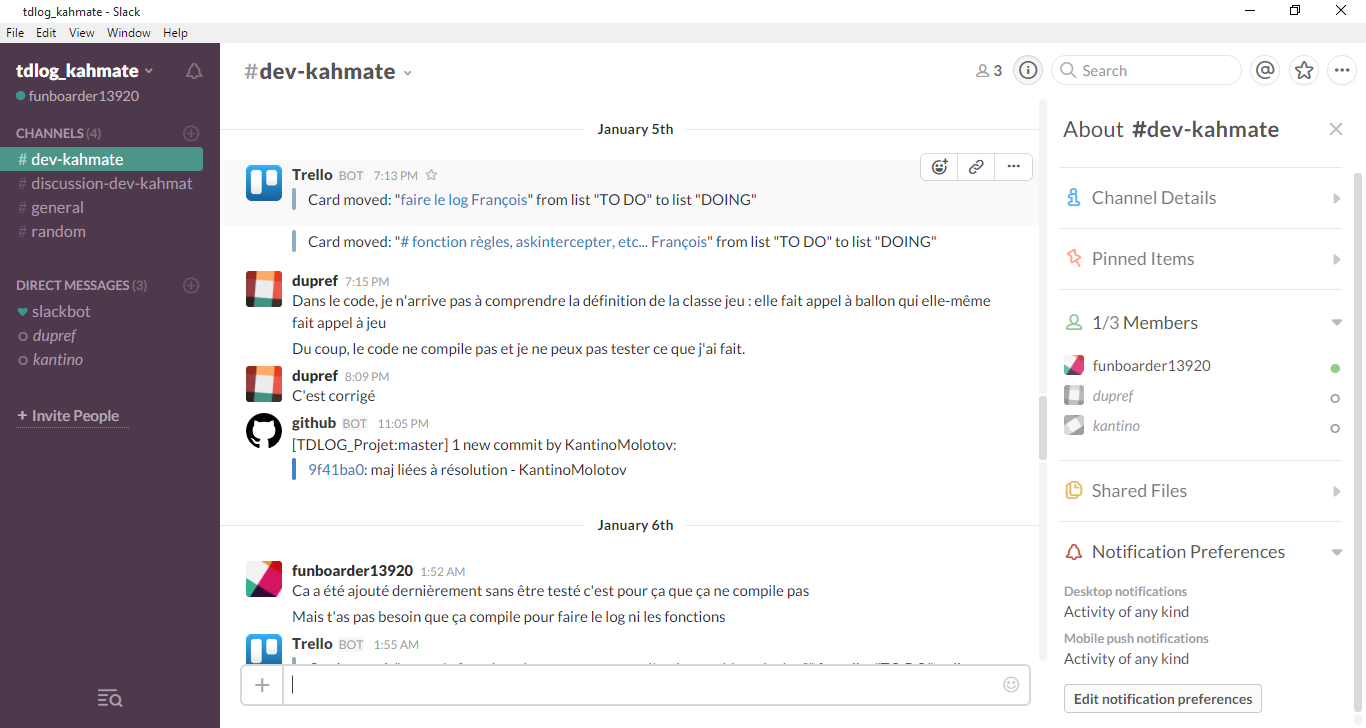 tdlog_kahmate - Slack
File Edit View Window Help
tdlog_kahmate
funboarder13920
CHANNELS (4)
# dev-kahmate
# discussion-dev-kahmat
# general
# random
DIRECT MESSAGES (3)
slackbot
dupref
kantino
+ Invite People
#dev-kahmate
3
Search
January 5th
Trello BOT 7:13 PM
Card moved: "faire le log François" from list "TO DO" to list "DOING"
Card moved: "# fonction règles, askintercepter, etc... François" from list "TO DO" to list "DOING"
dupref 7:15 PM
Dans le code, je n'arrive pas à comprendre la définition de la classe jeu : elle fait appel à ballon qui elle-même
fait appel à jeu
Du coup, le code ne compile pas et je ne peux pas tester ce que j'ai fait.
dupref 8:09 PM
C'est corrigé
github BOT 11:05 PM
[TDLOG_Projet:master] 1 new commit by KantinoMolotov:
9f41ba0: maj liées à résolution - KantinoMolotov
January 6th
funboarder13920 1:52 AM
Ca a été ajouté dernièrement sans être testé c'est pour ça que ça ne compile pas
Mais t'as pas besoin que ça compile pour faire le log ni les fonctions
Trello BOT 1:55 AM
About #dev-kahmate
Channel Details
Pinned Items
1/3 Members
funboarder13920
dupref
kantino
Shared Files
Notification Preferences
Desktop notifications
Activity of any kind
Mobile push notifications
Activity of any kind
Edit notification preferences